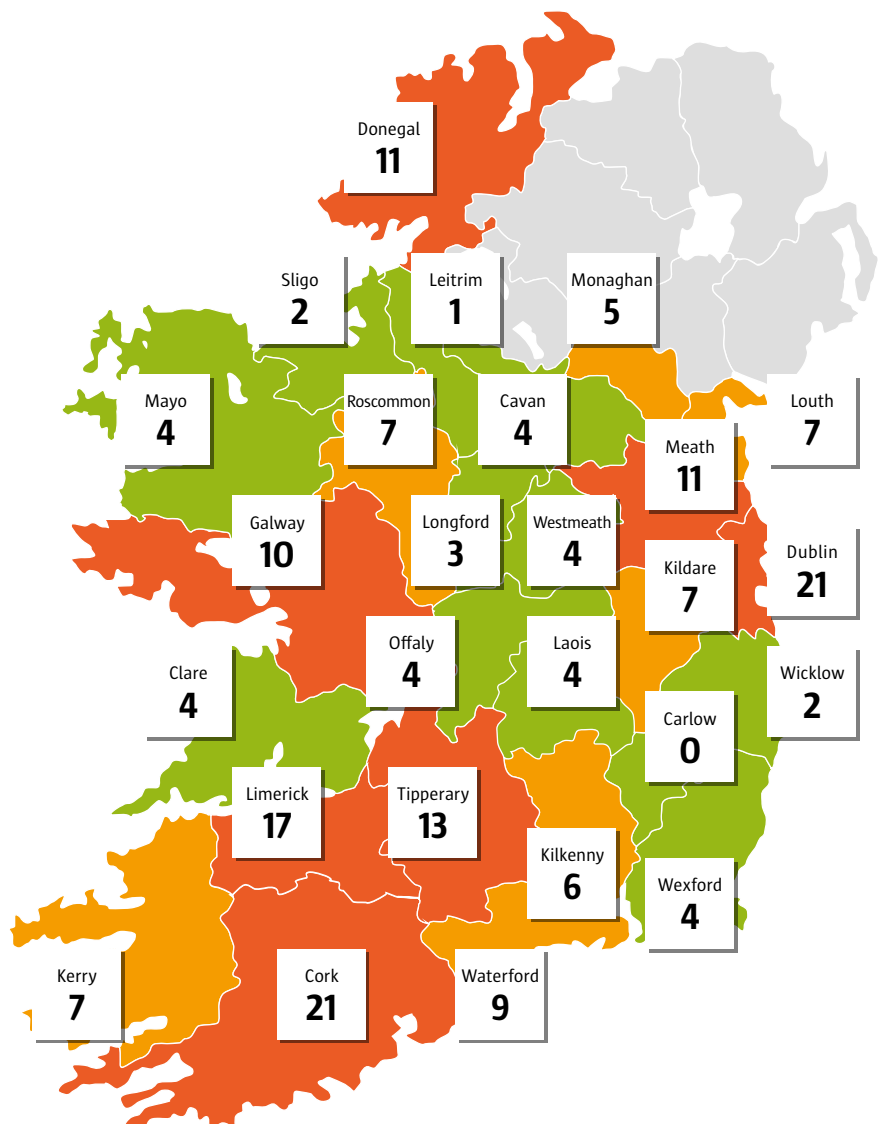 Donegal
11
Sligo
2
Leitrim
1
Monaghan
5
Mayo
4
Roscommon
7
Cavan
4
Louth
7
Meath
11
Galway
10
Longford
3
Westmeath
4
Dublin
21
Kildare
7
Offaly
4
Laois
4
Clare
4
Wicklow
2
Carlow
0
Limerick
17
Tipperary
13
Kilkenny
6
Wexford
4
Kerry
7
Cork
21
Waterford
9